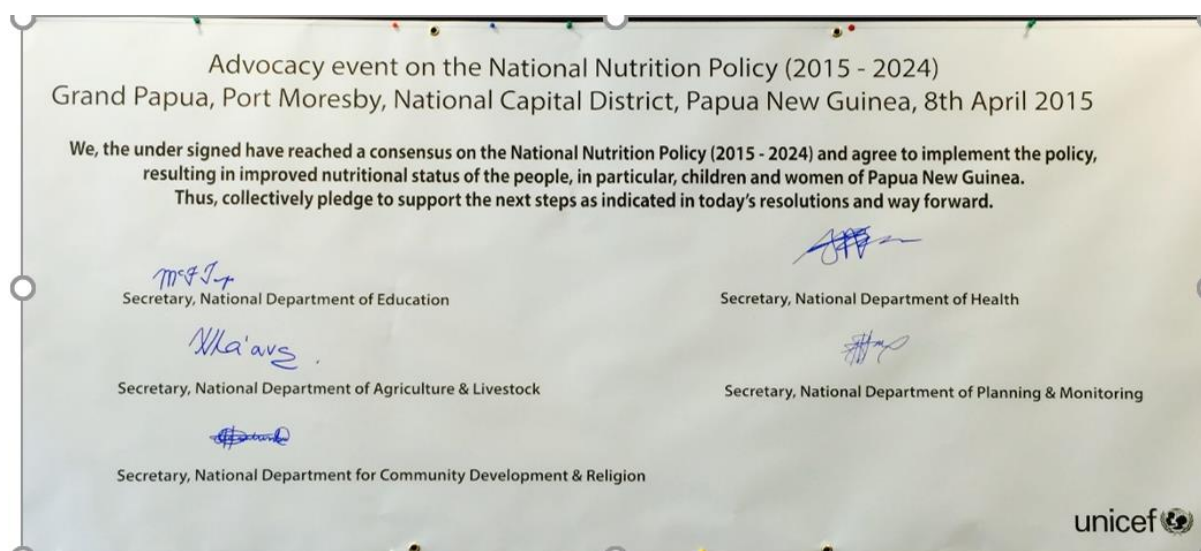 Advocacy event on the National Nutrition Policy (2015 - 2024)
Grand Papua, Port Moresby, National Capital District, Papua New Guinea, 8th April 2015
We, the under signed have reached a consensus on the National Nutrition Policy (2015 - 2024) and agree to implement the policy,
resulting in improved nutritional status of the people, in particular, children and women of Papua New Guinea.
Thus, collectively pledge to support the next steps as indicated in today's resolutions and way forward.
Secretary, National Department of Education
Secretary, National Department of Health
Secretary, National Department of Agriculture & Livestock
Secretary, National Department of Planning & Monitoring
Secretary, National Department for Community Development & Religion
unicef